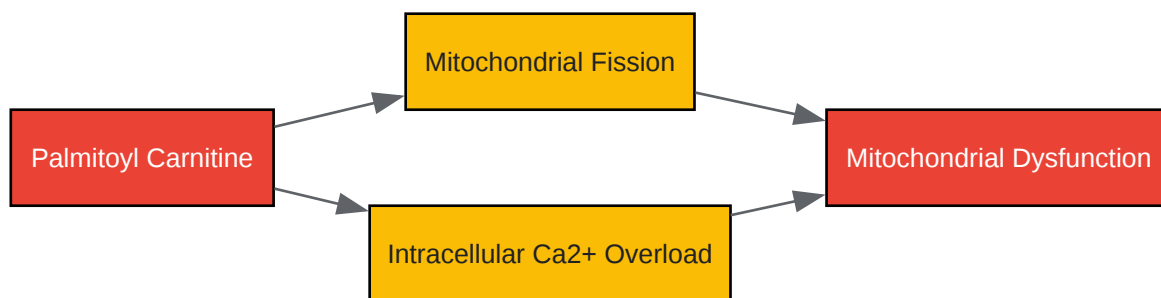 Mitochondrial Fission
Palmitoyl Carnitine
Mitochondrial Dysfunction
Intracellular Ca2+ Overload